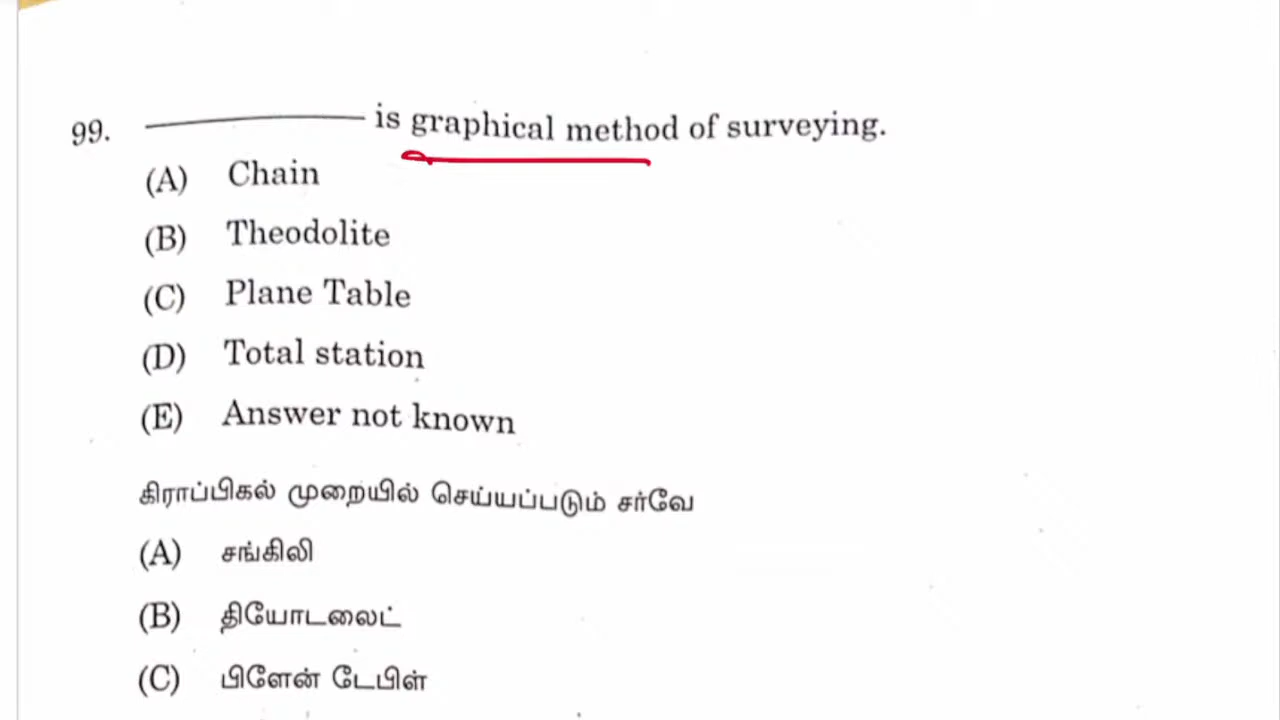 99. ________ is graphical method of surveying.
(A) Chain
(B) Theodolite
(C) Plane Table
(D) Total station
(E) Answer not known
கிராப்பிகல் முறையில் செய்யப்படும் சர்வே
(A) சங்கிலி
(B) தியோடலைட்
(C) பிளேன் டேபிள்